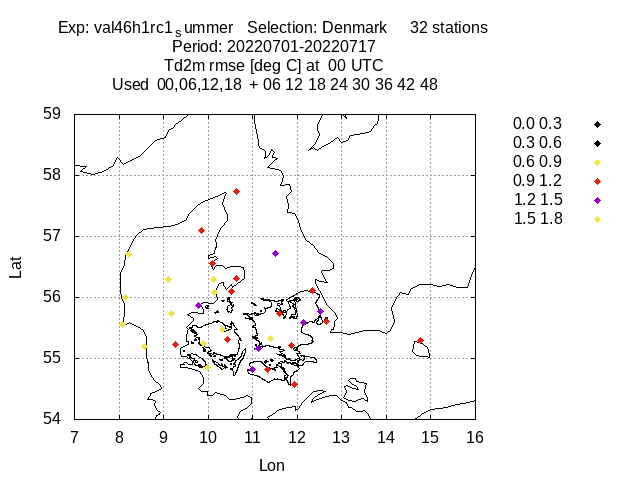 Exp: val46h1rc1summer Selection: Denmark 32 stations
Period: 20220701-20220717
Td2m rmse [deg C] at 00 UTC
Used 00,06,12,18 + 06 12 18 24 30 36 42 48
0.0 0.3
0.3 0.6
0.6 0.9
0.9 1.2
1.2 1.5
1.5 1.8
59
58
57
56
55
54
Lat
7 8 9 10 11 12 13 14 15 16
Lon